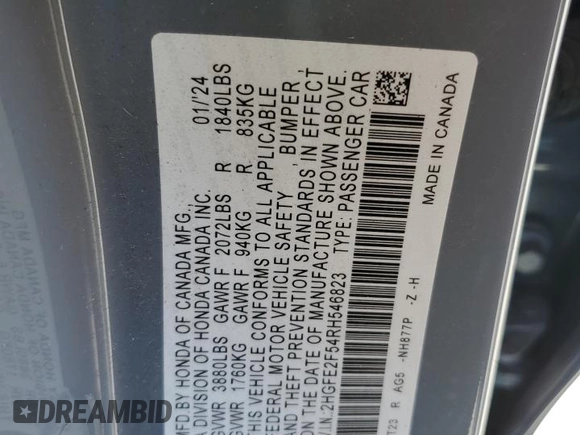 MFD. BY HONDA OF CANADA MFG., 01/'24
A DIVISION OF HONDA CANADA INC.
GVWR 3880LBS GAWR F 2072LBS R 1840LBS
GVWR 1760KG GAWR F 940KG R 835KG
THIS VEHICLE CONFORMS TO ALL APPLICABLE
FEDERAL MOTOR VEHICLE SAFETY , BUMPER ,
AND THEFT PREVENTION STANDARDS IN EFFECT
ON THE DATE OF MANUFACTURE SHOWN ABOVE.
V.I.N.:2HGFE2F54RH546823 TYPE: PASSENGER CAR
T23 R AG5 -NH877P -Z -H
MADE IN CANADA
DREAMBID